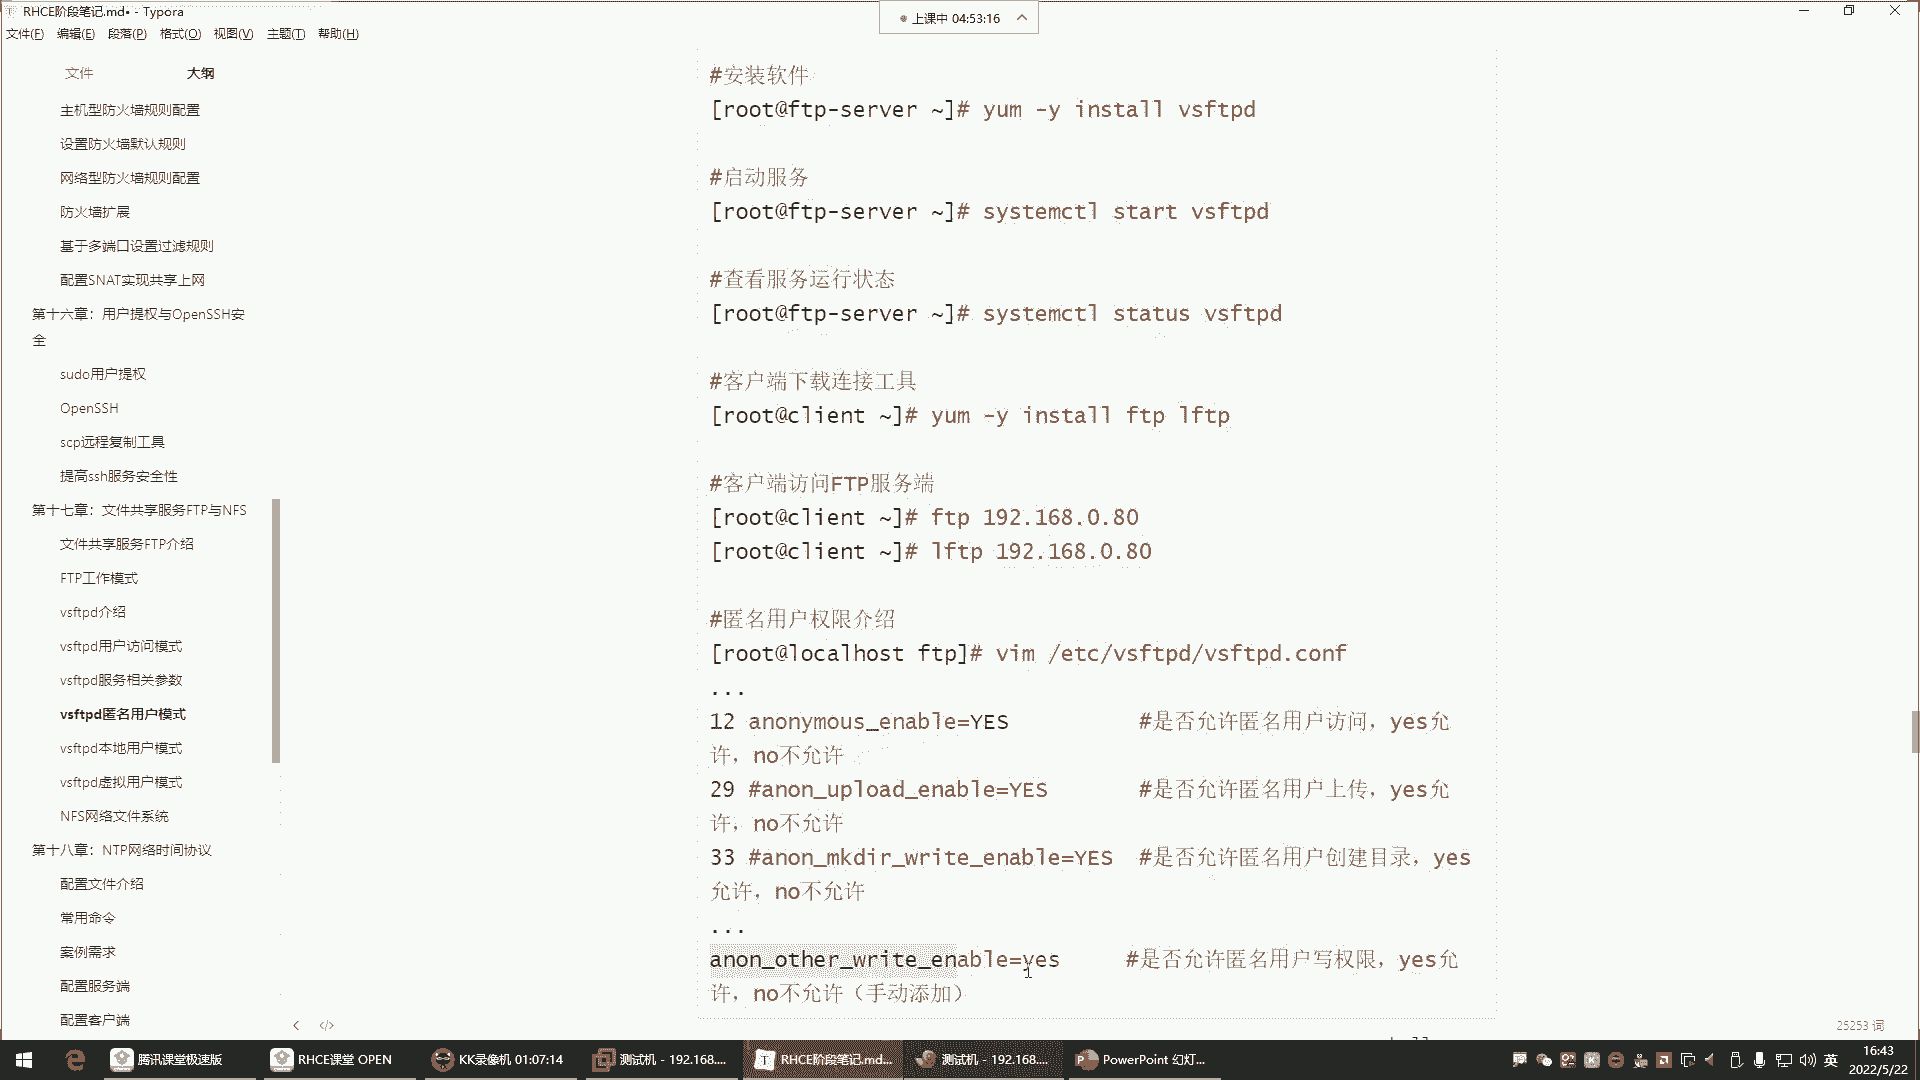 RHCE阶段笔记.md• - Typora
上课中 04:53:16
文件(F) 编辑(E) 段落(P) 格式(O) 视图(V) 主题(T) 帮助(H)
文件 大纲
主机型防火墙规则配置
设置防火墙默认规则
网络型防火墙规则配置
防火墙扩展
基于多端口设置过滤规则
配置SNAT实现共享上网
第十六章：用户提权与OpenSSH安
全
sudo用户提权
OpenSSH
scp远程复制工具
提高ssh服务安全性
第十七章：文件共享服务FTP与NFS
文件共享服务FTP介绍
FTP工作模式
vsftpd介绍
vsftpd用户访问模式
vsftpd服务相关参数
vsftpd匿名用户模式
vsftpd本地用户模式
vsftpd虚拟用户模式
NFS网络文件系统
第十八章：NTP网络时间协议
配置文件介绍
常用命令
案例需求
配置服务端
配置客户端
#安装软件
[root@ftp-server ~]# yum -y install vsftpd
#启动服务
[root@ftp-server ~]# systemctl start vsftpd
#查看服务运行状态
[root@ftp-server ~]# systemctl status vsftpd
#客户端下载连接工具
[root@client ~]# yum -y install ftp lftp
#客户端访问FTP服务端
[root@client ~]# ftp 192.168.0.80
[root@client ~]# lftp 192.168.0.80
#匿名用户权限介绍
[root@localhost ftp]# vim /etc/vsftpd/vsftpd.conf
...
12 anonymous_enable=YES #是否允许匿名用户访问，yes允
许，no不允许
29 #anon_upload_enable=YES #是否允许匿名用户上传，yes允
许，no不允许
33 #anon_mkdir_write_enable=YES #是否允许匿名用户创建目录，yes
允许，no不允许
...
anon_other_write_enable=yes #是否允许匿名用户写权限，yes允
许，no不允许（手动添加）
25253 词
腾讯课堂极速版 RHCE课堂 OPEN KK录像机 01:07:14 测试机 - 192.168.... RHCE阶段笔记.md... 测试机 - 192.168.... PowerPoint 幻灯... 英 16:43
2022/5/22